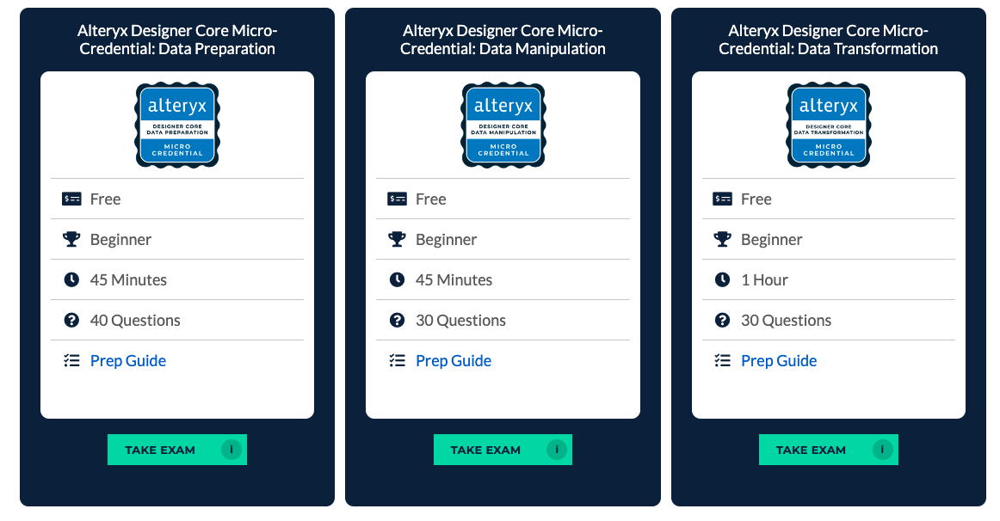 Alteryx Designer Core Micro-
Credential: Data Preparation
alteryx
DESIGNER CORE
DATA PREPARATION
MICRO
CREDENTIAL
$
Free
Beginner
45 Minutes
?
40 Questions
Prep Guide
TAKE EXAM
i
Alteryx Designer Core Micro-
Credential: Data Manipulation
alteryx
DESIGNER CORE
DATA MANIPULATION
MICRO
CREDENTIAL
$
Free
Beginner
45 Minutes
?
30 Questions
Prep Guide
TAKE EXAM
i
Alteryx Designer Core Micro-
Credential: Data Transformation
alteryx
DESIGNER CORE
DATA TRANSFORMATION
MICRO
CREDENTIAL
$
Free
Beginner
1 Hour
?
30 Questions
Prep Guide
TAKE EXAM
i